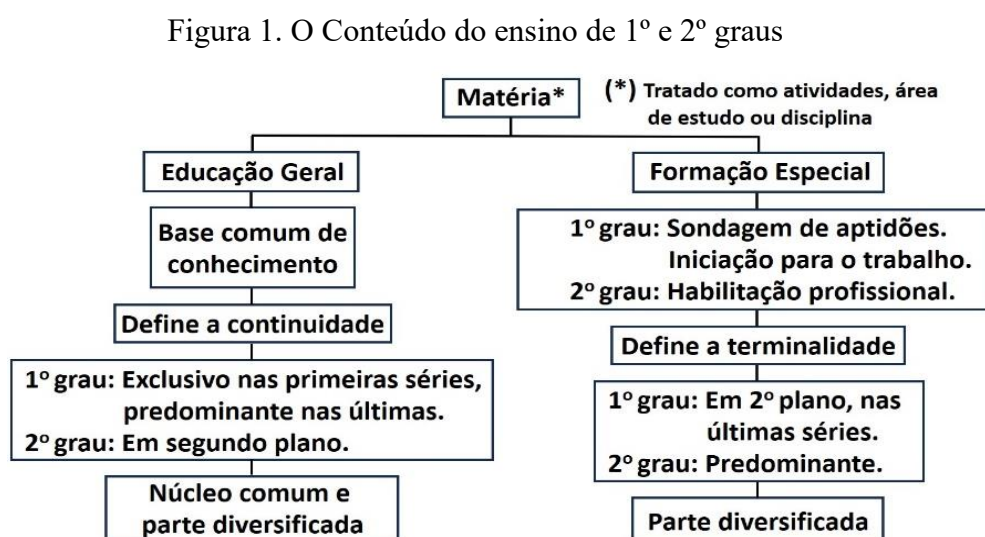 Figura 1. O Conteúdo do ensino de 1º e 2º graus
Matéria*
(*) Tratado como atividades, área
de estudo ou disciplina
Educação Geral
Base comum de
conhecimento
Define a continuidade
1º grau: Exclusivo nas primeiras séries,
predominante nas últimas.
2º grau: Em segundo plano.
Núcleo comum e
parte diversificada
Formação Especial
1º grau: Sondagem de aptidões.
Iniciação para o trabalho.
2º grau: Habilitação profissional.
Define a terminalidade
1º grau: Em 2º plano, nas
últimas séries.
2º grau: Predominante.
Parte diversificada